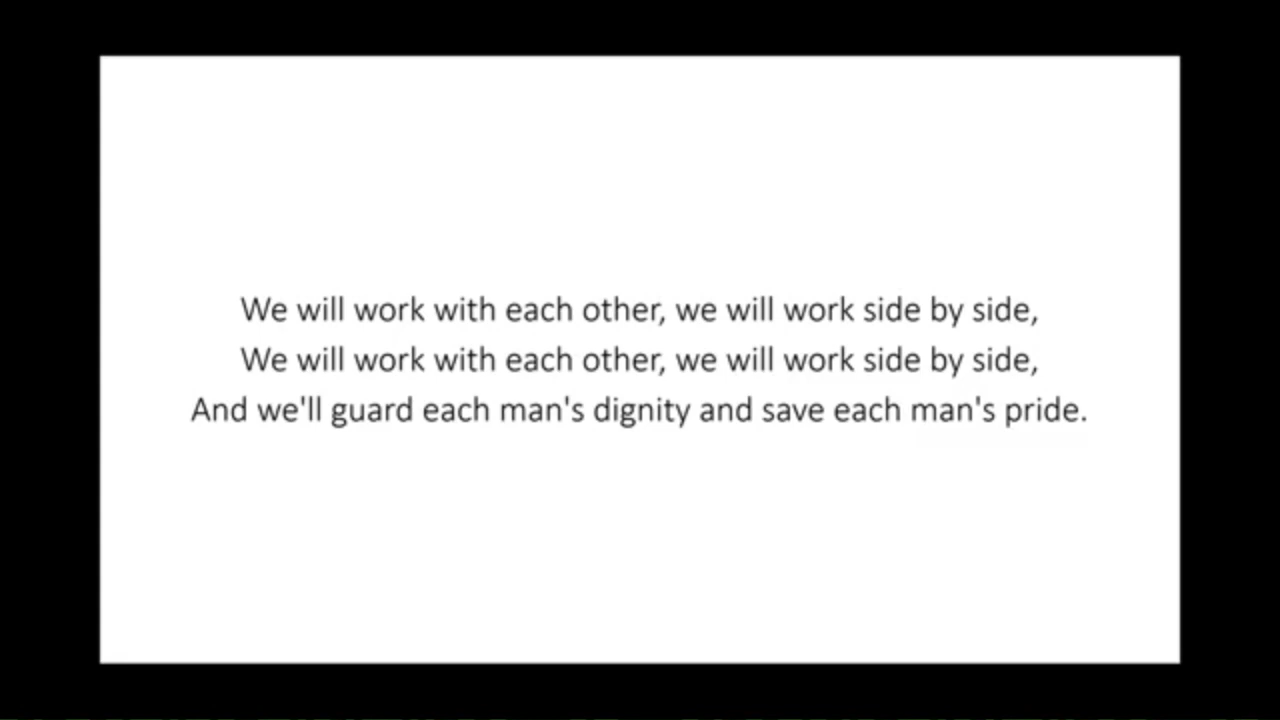 We will work with each other, we will work side by side,
We will work with each other, we will work side by side,
And we'll guard each man's dignity and save each man's pride.